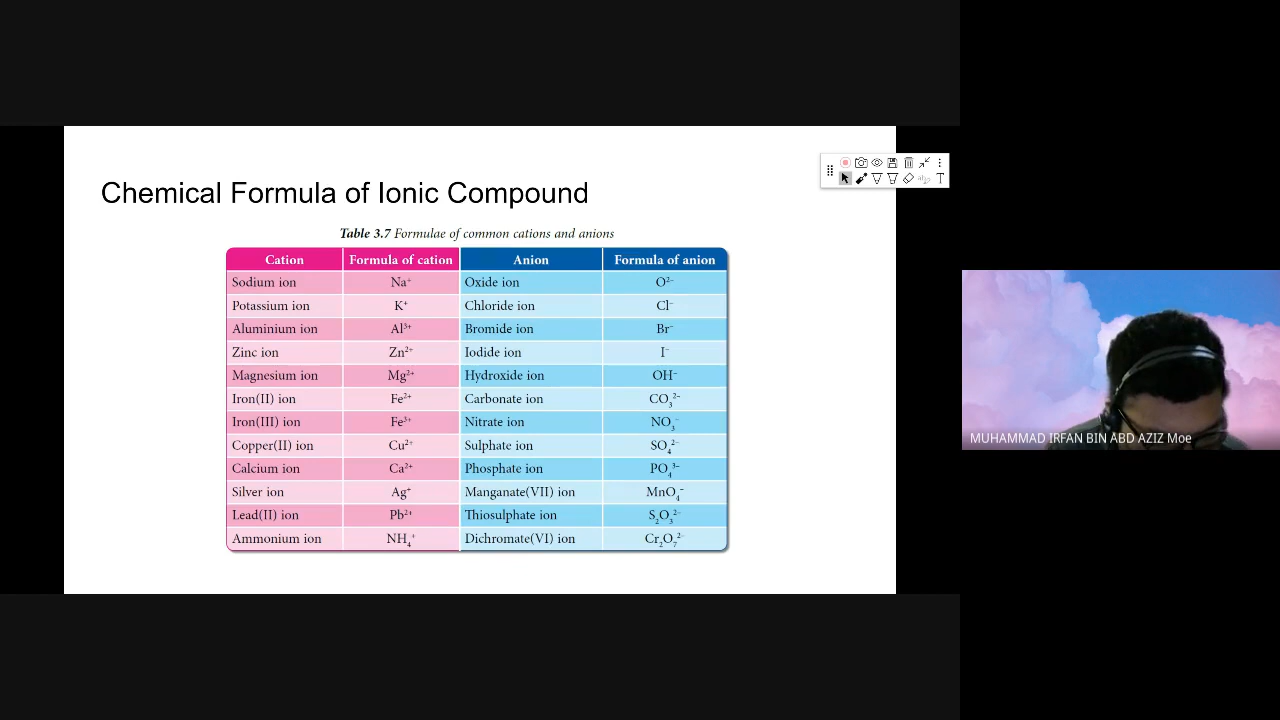 Chemical Formula of Ionic Compound
Table 3.7 Formulae of common cations and anions
Cation Formula of cation Anion Formula of anion
Sodium ion Na⁺ Oxide ion O²⁻
Potassium ion K⁺ Chloride ion Cl⁻
Aluminium ion Al³⁺ Bromide ion Br⁻
Zinc ion Zn²⁺ Iodide ion I⁻
Magnesium ion Mg²⁺ Hydroxide ion OH⁻
Iron(II) ion Fe²⁺ Carbonate ion CO₃²⁻
Iron(III) ion Fe³⁺ Nitrate ion NO₃⁻
Copper(II) ion Cu²⁺ Sulphate ion SO₄²⁻
Calcium ion Ca²⁺ Phosphate ion PO₄³⁻
Silver ion Ag⁺ Manganate(VII) ion MnO₄⁻
Lead(II) ion Pb²⁺ Thiosulphate ion S₂O₃²⁻
Ammonium ion NH₄⁺ Dichromate(VI) ion Cr₂O₇²⁻
T
MUHAMMAD IRFAN BIN ABD AZIZ Moe